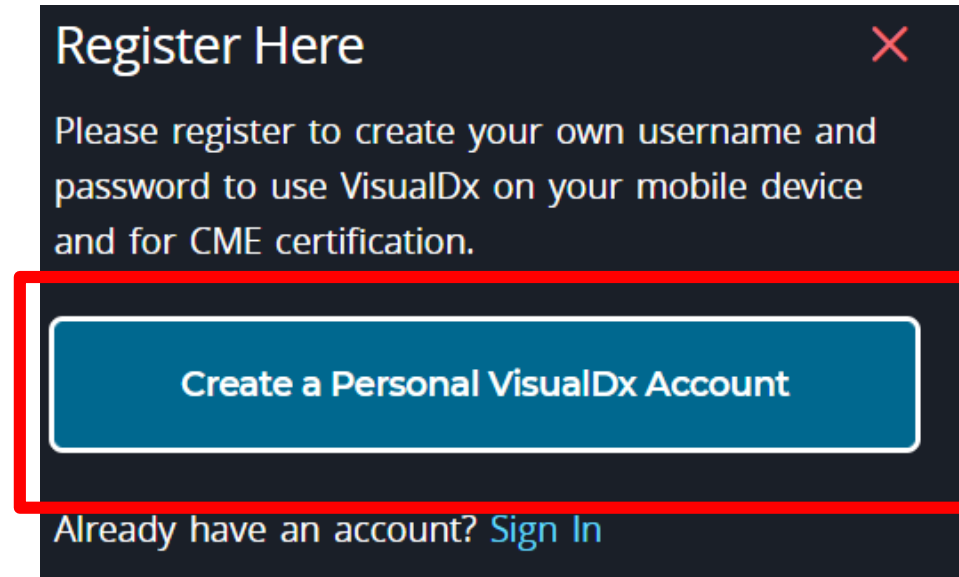 Register Here
Please register to create your own username and
password to use VisualDx on your mobile device
and for CME certification.
Create a Personal VisualDx Account
Already have an account? Sign In